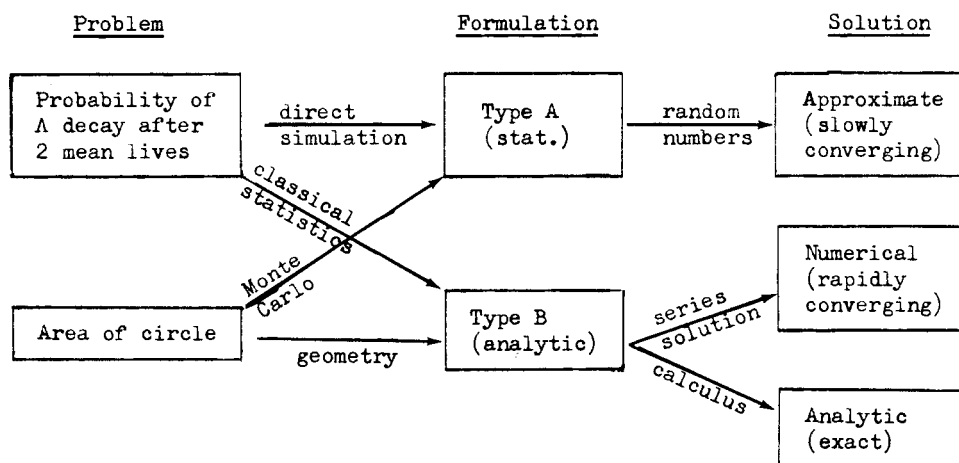 Problem
Formulation
Solution
Probability of
Λ decay after
2 mean lives
direct
simulation
Type A
(stat.)
random
numbers
Approximate
(slowly
converging)
classical
statistics
Monte
Carlo
Area of circle
geometry
Type B
(analytic)
series
solution
calculus
Numerical
(rapidly
converging)
Analytic
(exact)